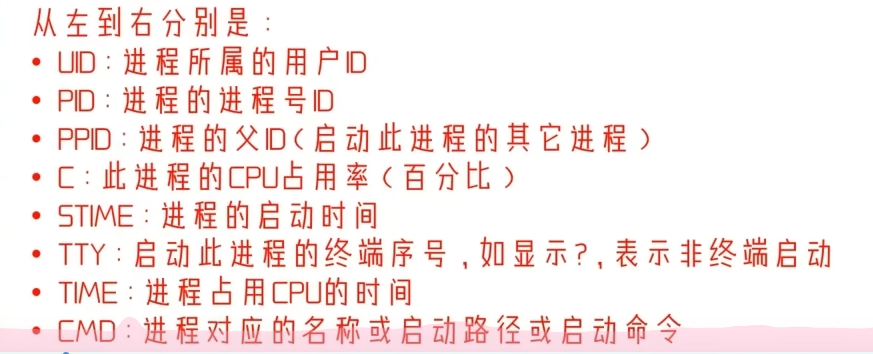 从左到右分别是：
• UID：进程所属的用户ID
• PID：进程的进程号ID
• PPID：进程的父ID（启动此进程的其它进程）
• C：此进程的CPU占用率（百分比）
• STIME：进程的启动时间
• TTY：启动此进程的终端序号，如显示?，表示非终端启动
• TIME：进程占用CPU的时间
• CMD：进程对应的名称或启动路径或启动命令